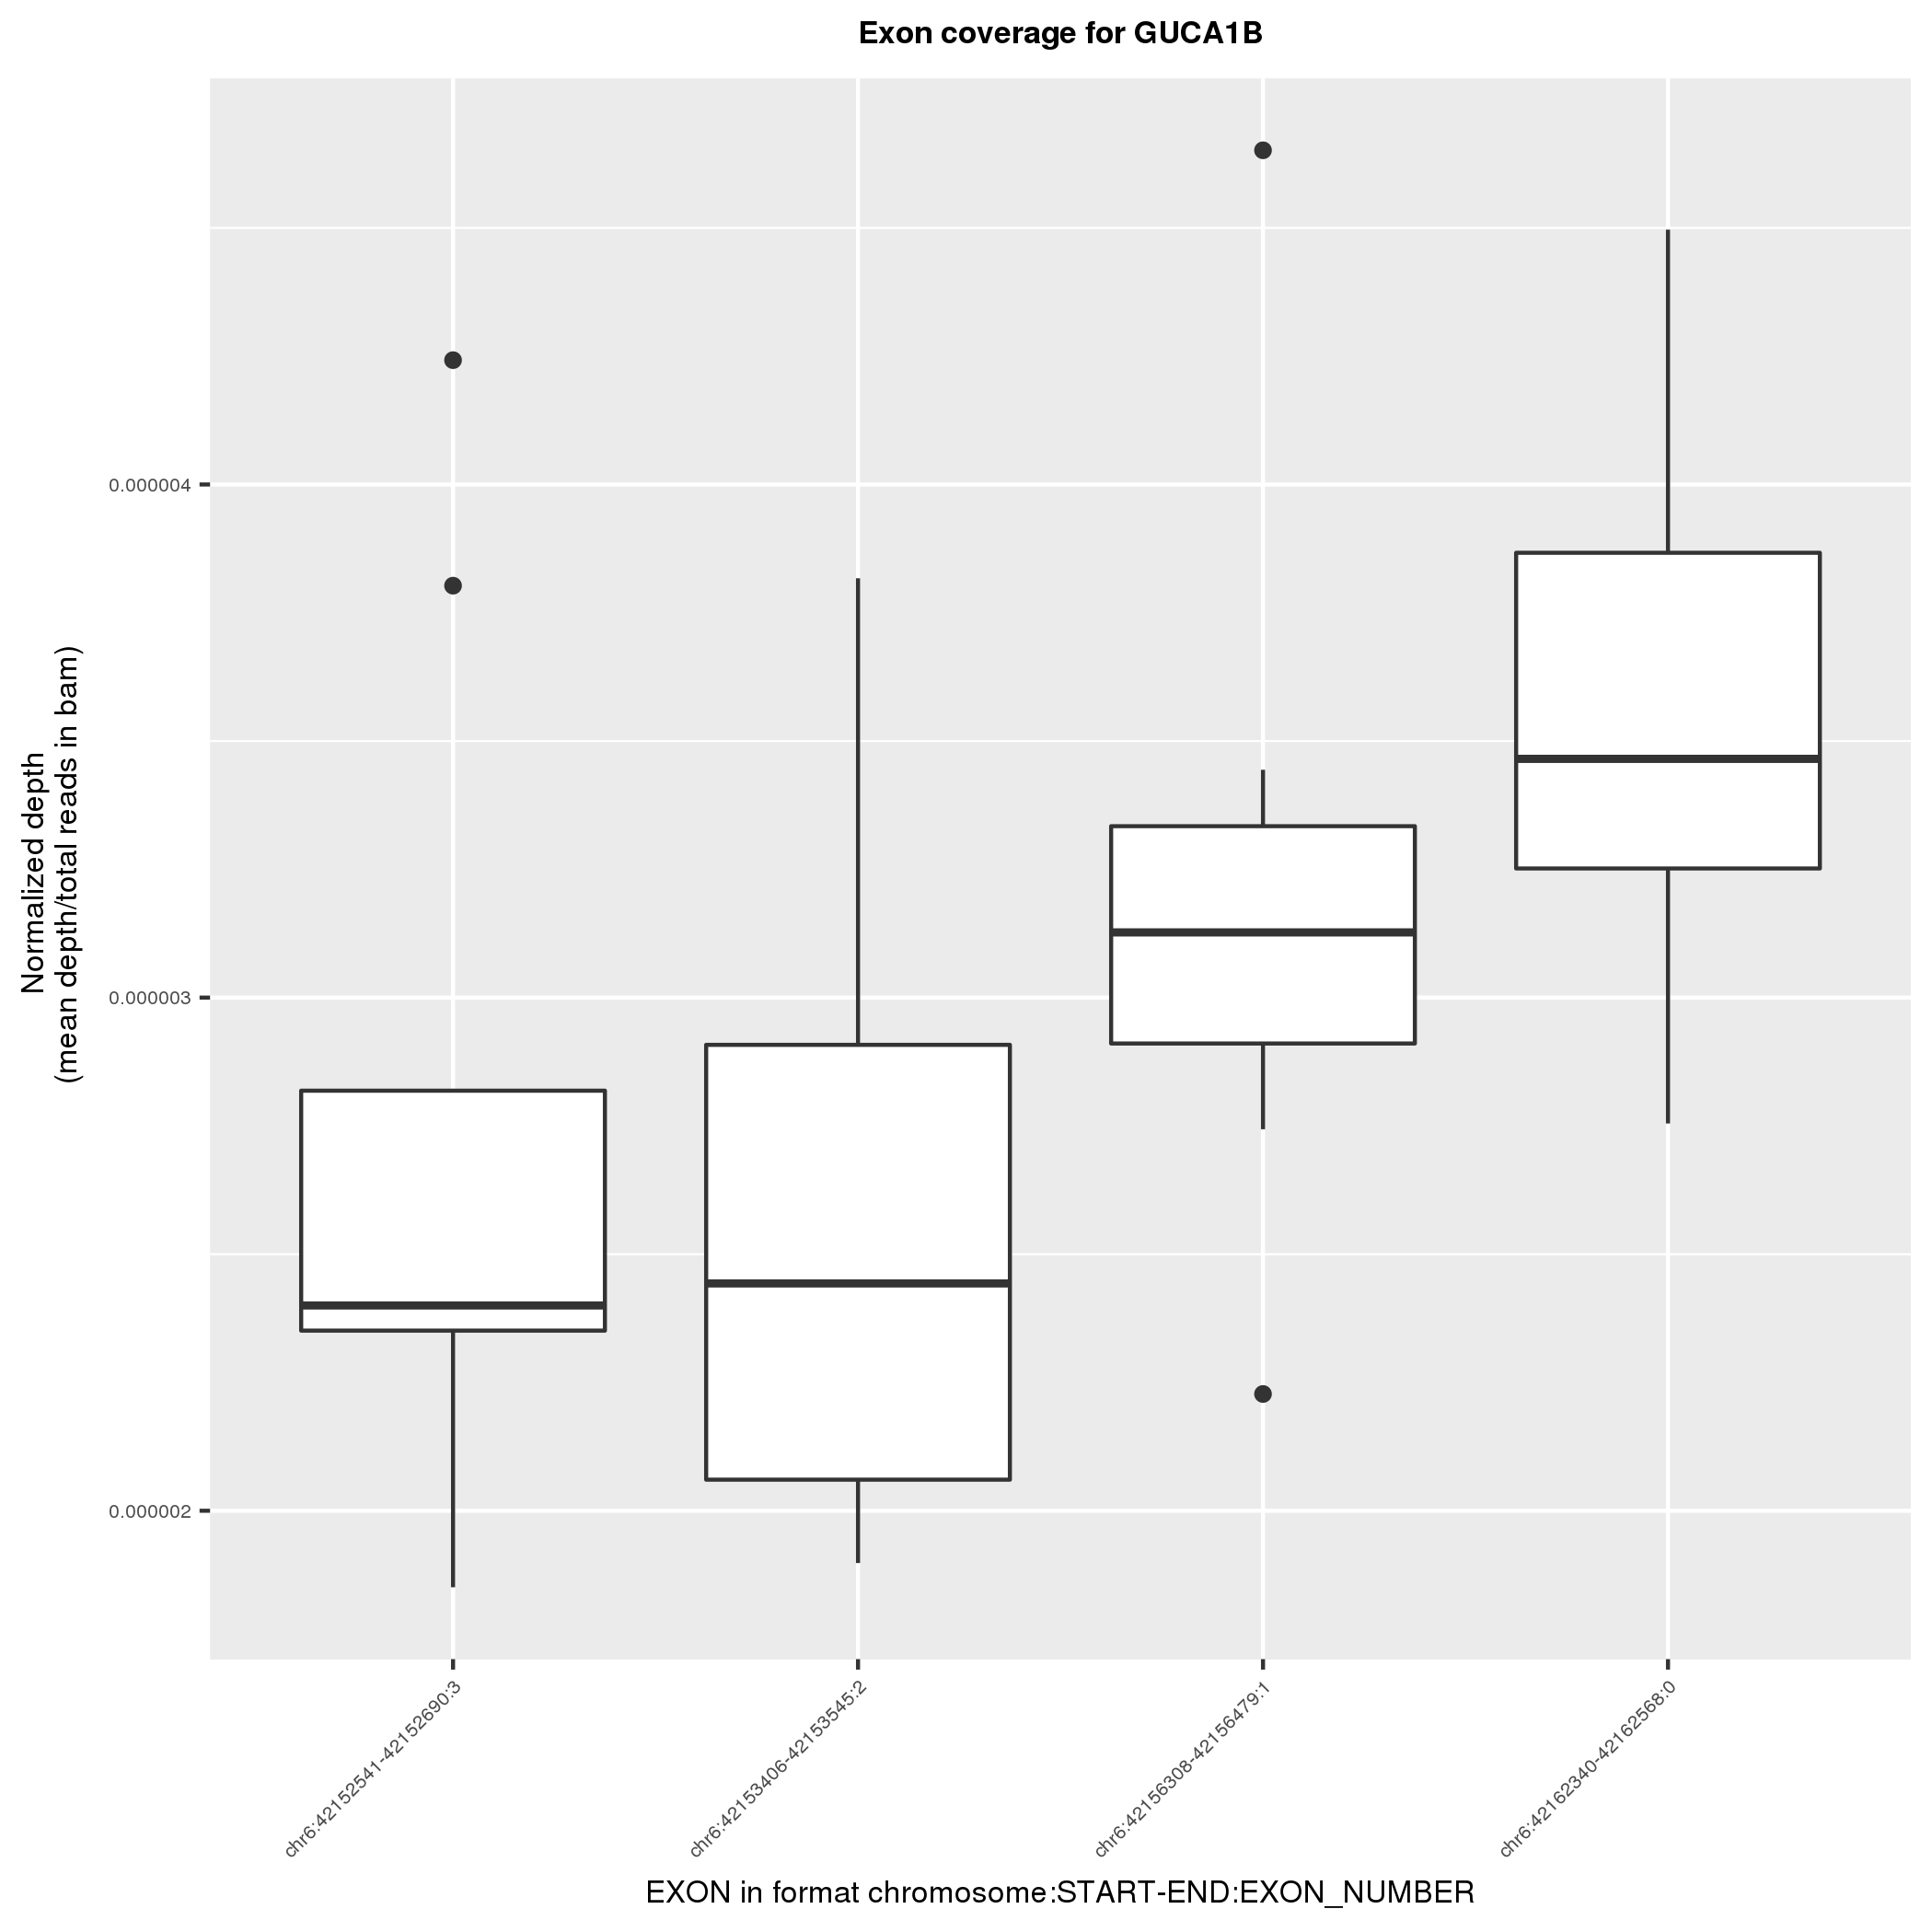 Exon coverage for GUCA1B
Normalized depth
(mean depth/total reads in bam)
0.000004
0.000003
0.000002
chr6:42152541-42152690:3
chr6:42153406-42153545:2
chr6:42156308-42156479:1
chr6:42162340-42162568:0
EXON in format chromosome:START-END:EXON_NUMBER